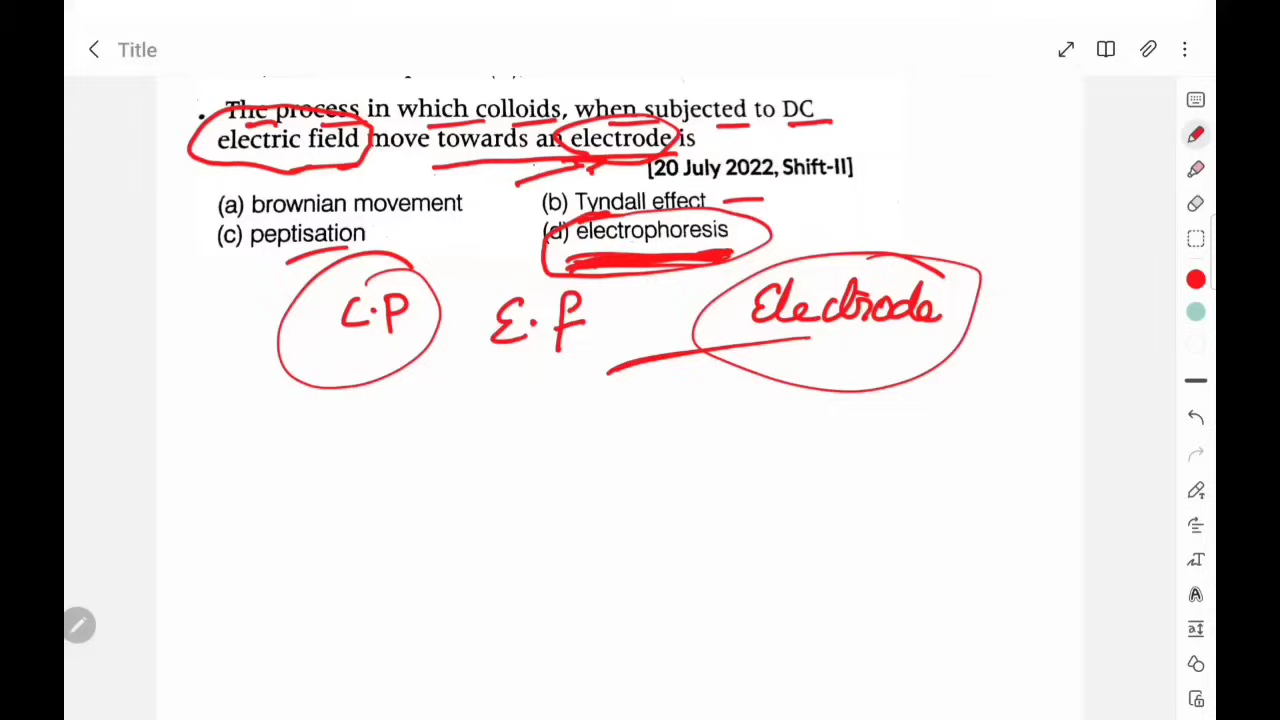 Title
. The process in which colloids, when subjected to DC
electric field move towards an electrode is
[20 July 2022, Shift-II]
(a) brownian movement (b) Tyndall effect
(c) peptisation (d) electrophoresis
C.P E.f Electrode